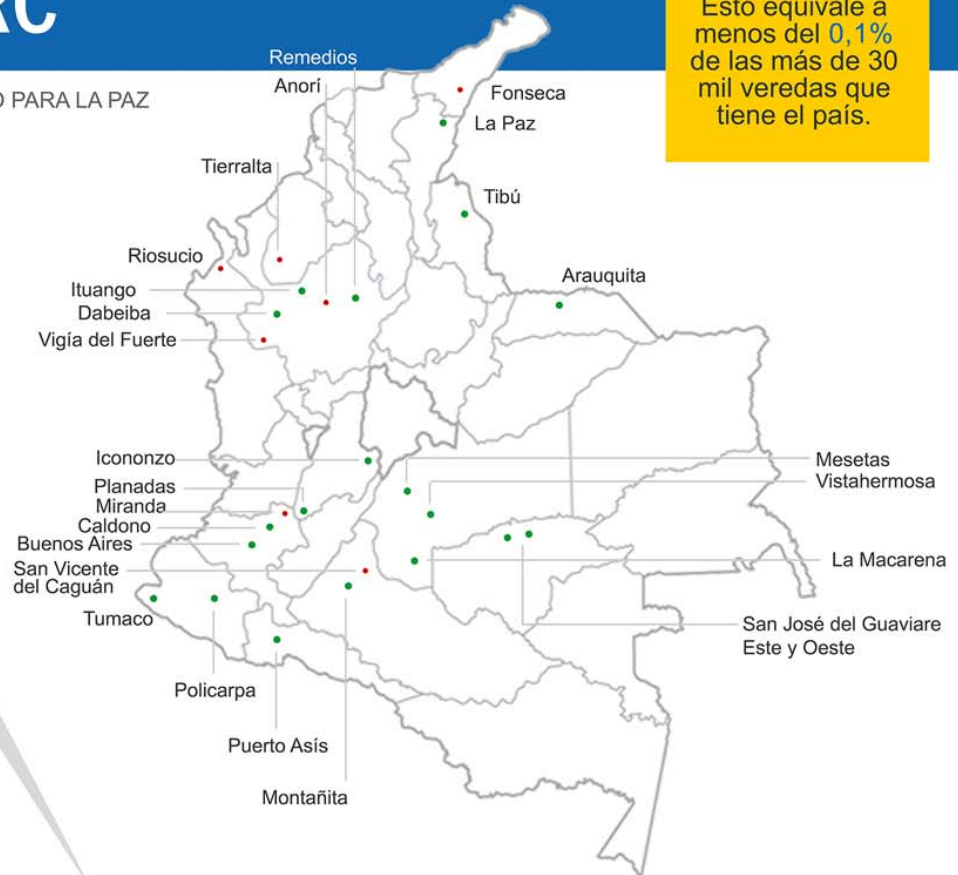 Esto equivale a
menos del 0,1%
de las más de 30
mil veredas que
tiene el país.
PARA LA PAZ
Remedios
Anorí
Fonseca
La Paz
Tierralta
Tibú
Riosucio
Arauquita
Ituango
Dabeiba
Vigía del Fuerte
Icononzo
Mesetas
Planadas
Vistahermosa
Miranda
Caldono
Buenos Aires
San Vicente
del Caguán
La Macarena
Tumaco
San José del Guaviare
Este y Oeste
Policarpa
Puerto Asís
Montañita